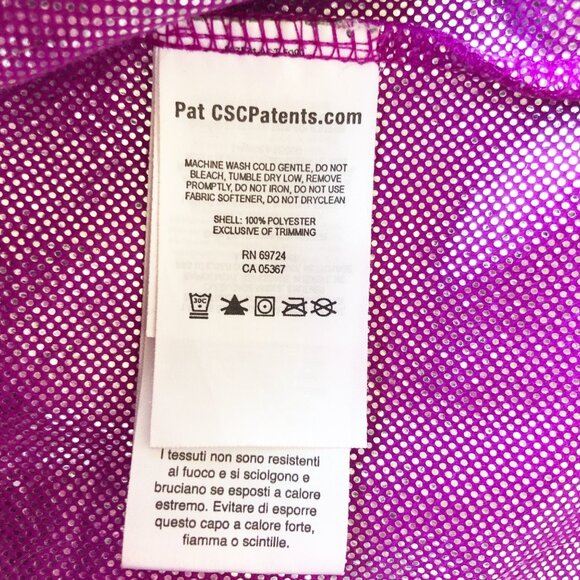 Pat CSCPatents.com
MACHINE WASH COLD GENTLE, DO NOT
BLEACH, TUMBLE DRY LOW, REMOVE
PROMPTLY, DO NOT IRON, DO NOT USE
FABRIC SOFTENER, DO NOT DRYCLEAN
SHELL: 100% POLYESTER
EXCLUSIVE OF TRIMMING
RN 69724
CA 05367
30C
I tessuti non sono resistenti
al fuoco e si sciolgono e
bruciano se esposti a calore
estremo. Evitare di esporre
questo capo a calore forte,
fiamma o scintille.